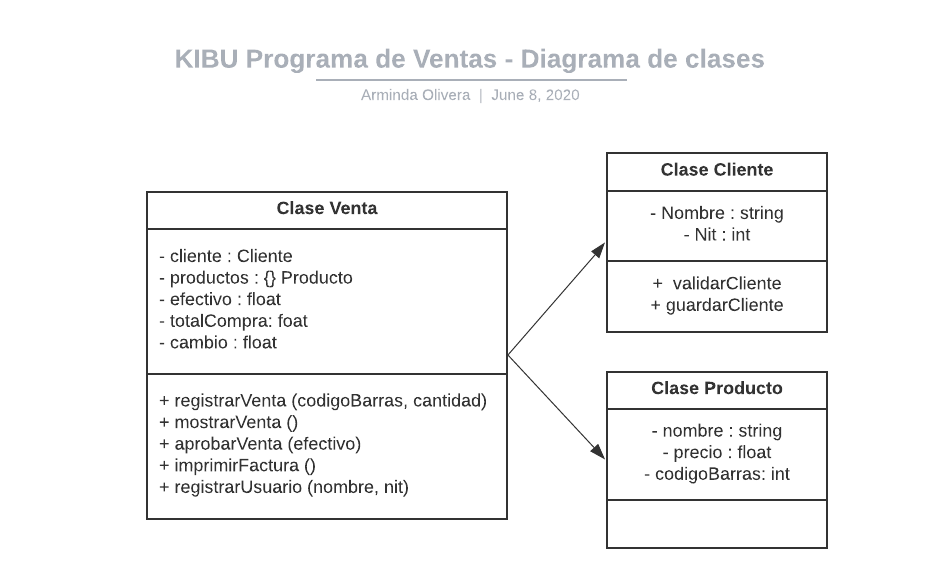 KIBU Programa de Ventas - Diagrama de clases
Arminda Olivera | June 8, 2020
Clase Venta
- cliente : Cliente
- productos : {} Producto
- efectivo : float
- totalCompra: foat
- cambio : float
+ registrarVenta (codigoBarras, cantidad)
+ mostrarVenta ()
+ aprobarVenta (efectivo)
+ imprimirFactura ()
+ registrarUsuario (nombre, nit)
Clase Cliente
- Nombre : string
- Nit : int
+ validarCliente
+ guardarCliente
Clase Producto
- nombre : string
- precio : float
- codigoBarras: int